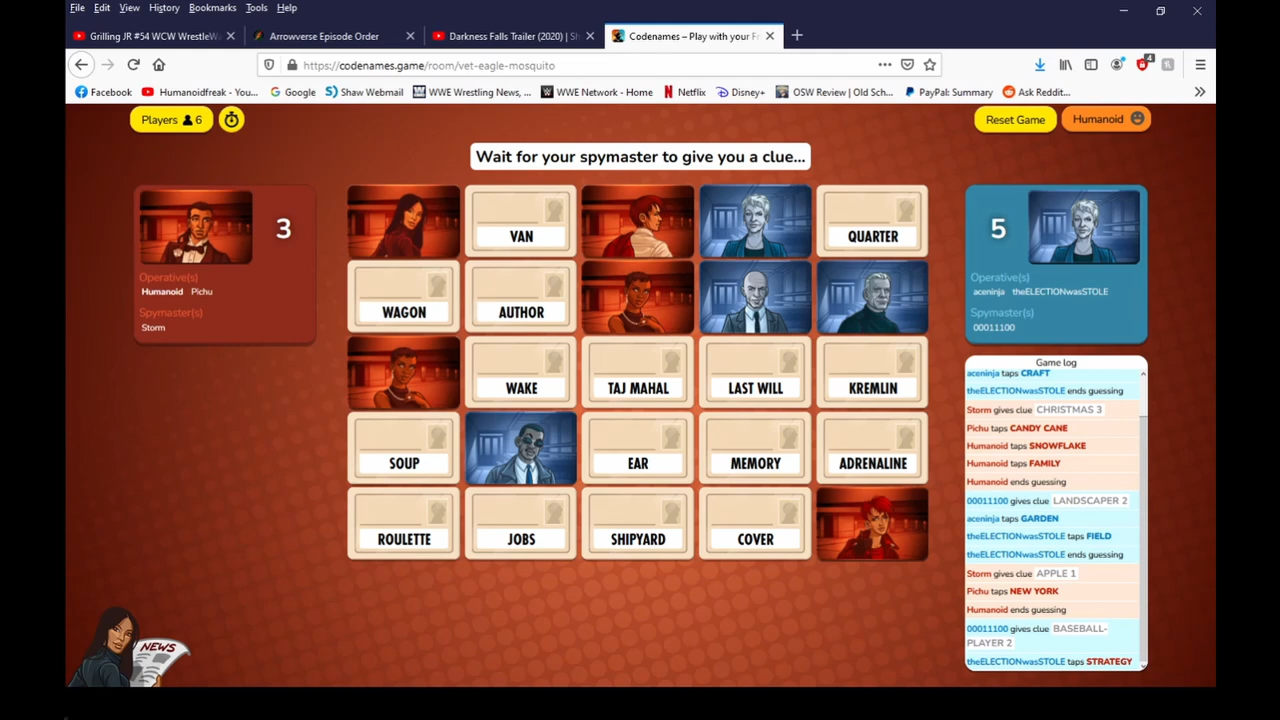 File Edit View History Bookmarks Tools Help
Grilling JR #54 WCW WrestleW
Arrowverse Episode Order
Darkness Falls Trailer (2020) | Sh
Codenames – Play with your Fr
https://codenames.game/room/vet-eagle-mosquito
4
Facebook Humanoidfreak - You... Google Shaw Webmail WWE Wrestling News, ... WWE Network - Home Netflix Disney+ OSW Review | Old Sch... PayPal: Summary Ask Reddit...
Players 6
Reset Game
Humanoid
Wait for your spymaster to give you a clue...
3
Operative(s)
Humanoid Pichu
Spymaster(s)
Storm
VAN
QUARTER
WAGON
AUTHOR
WAKE
TAJ MAHAL
LAST WILL
KREMLIN
SOUP
EAR
MEMORY
ADRENALINE
ROULETTE
JOBS
SHIPYARD
COVER
5
Operative(s)
aceninja theELECTIONwasSTOLE
Spymaster(s)
00011100
Game log
aceninja taps CRAFT
theELECTIONwasSTOLE ends guessing
Storm gives clue CHRISTMAS 3
Pichu taps CANDY CANE
Humanoid taps SNOWFLAKE
Humanoid taps FAMILY
Humanoid ends guessing
00011100 gives clue LANDSCAPER 2
aceninja taps GARDEN
theELECTIONwasSTOLE taps FIELD
theELECTIONwasSTOLE ends guessing
Storm gives clue APPLE 1
Pichu taps NEW YORK
Humanoid ends guessing
00011100 gives clue BASEBALL-
PLAYER 2
theELECTIONwasSTOLE taps STRATEGY
NEWS